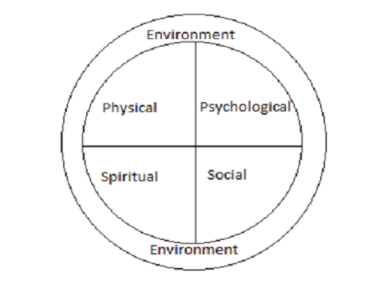 Environment
Physical Psychological
Spiritual Social
Environment